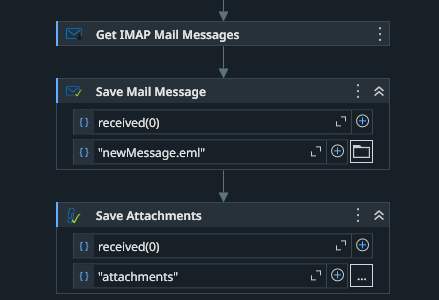 Get IMAP Mail Messages
Save Mail Message
{ } received(0)
{ } "newMessage.eml"
Save Attachments
{ } received(0)
{ } "attachments" ...